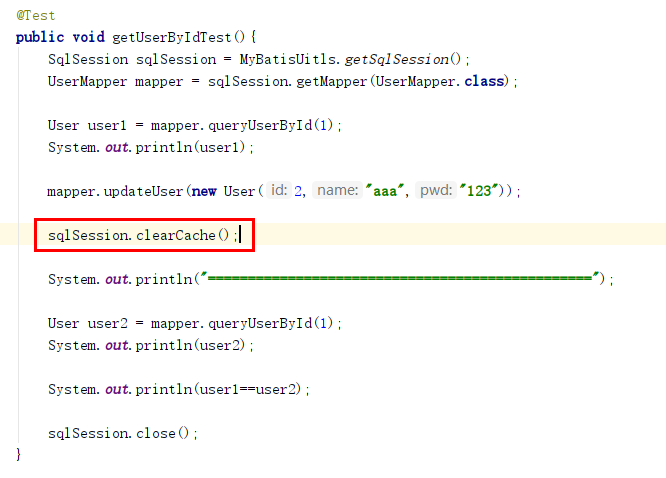 @Test
public void getUserByIdTest(){
SqlSession sqlSession = MyBatisUitls.getSqlSession();
UserMapper mapper = sqlSession.getMapper(UserMapper.class);
User user1 = mapper.queryUserById(1);
System.out.println(user1);
mapper.updateUser(new User( id: 2, name: "aaa", pwd: "123"));
sqlSession.clearCache();
System.out.println("================================================");
User user2 = mapper.queryUserById(1);
System.out.println(user2);
System.out.println(user1==user2);
sqlSession.close();
}